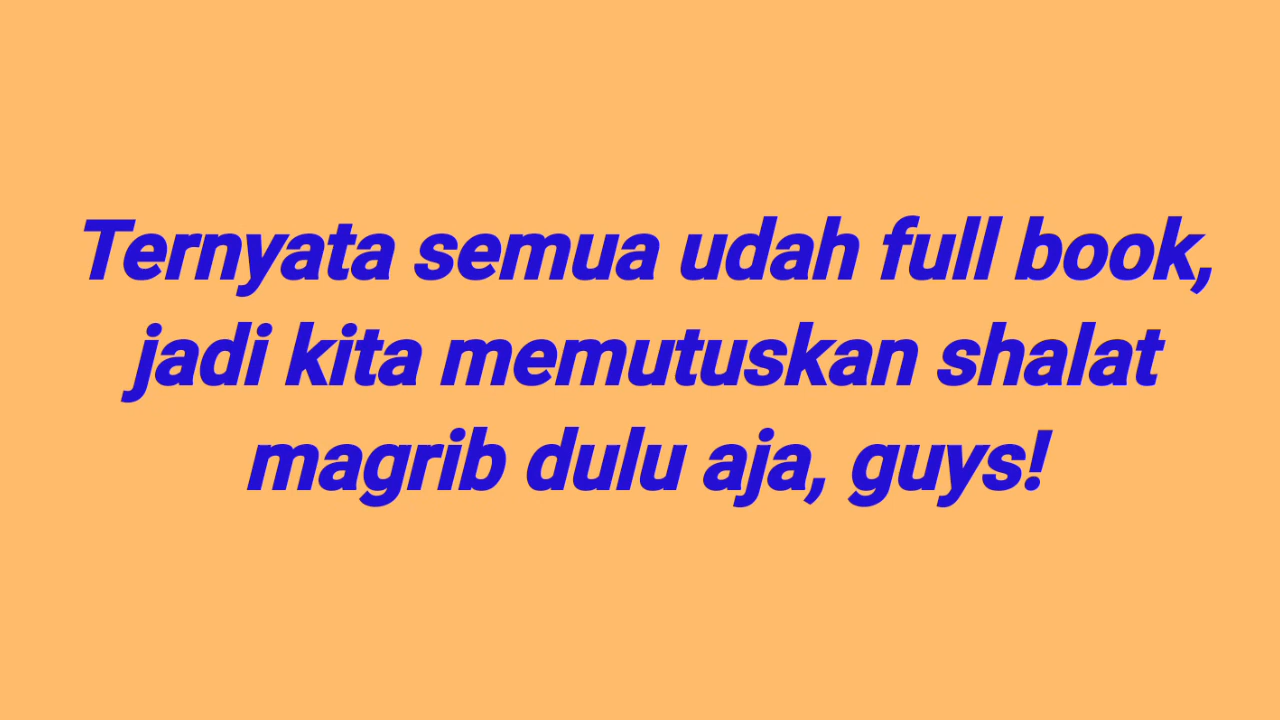 Ternyata semua udah full book,
jadi kita memutuskan shalat
magrib dulu aja, guys!